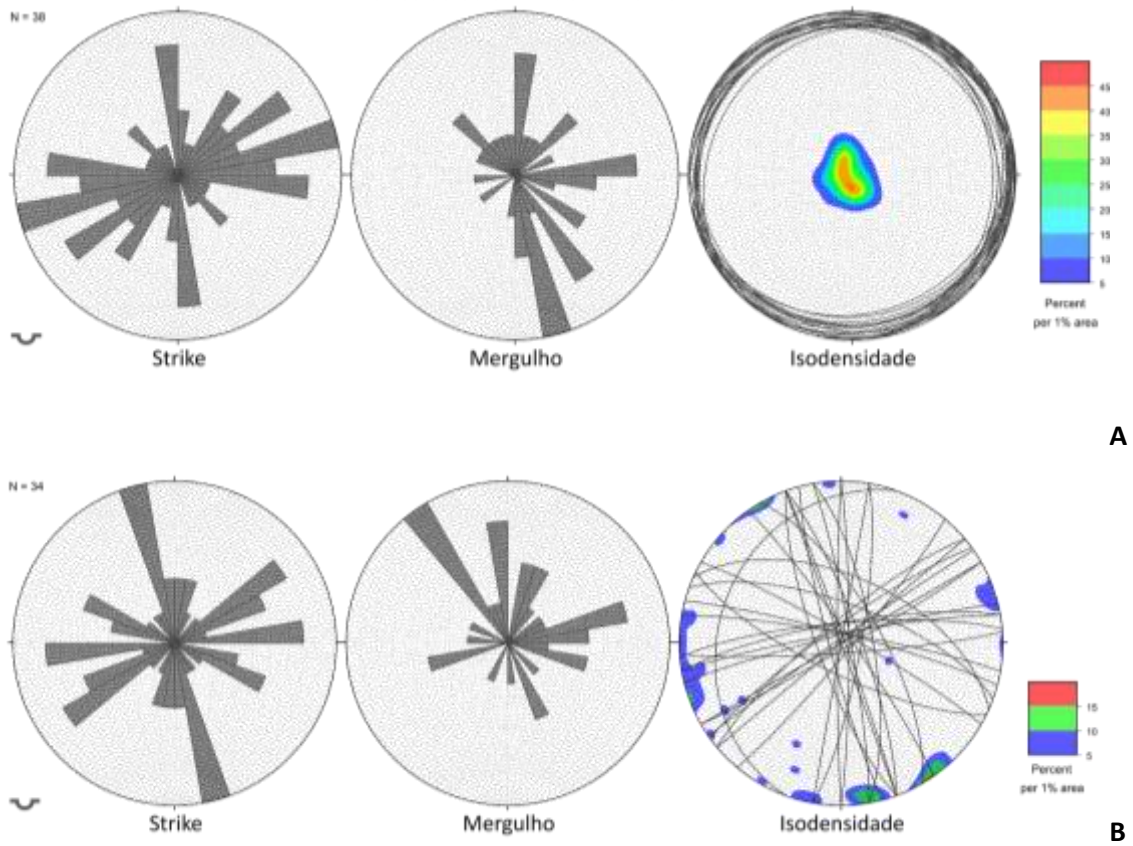 N = 38
45
40
35
30
25
20
15
10
5
Percent
per 1% area
Strike
Mergulho
Isodensidade
A
N = 34
15
10
5
Percent
per 1% area
Strike
Mergulho
Isodensidade
B